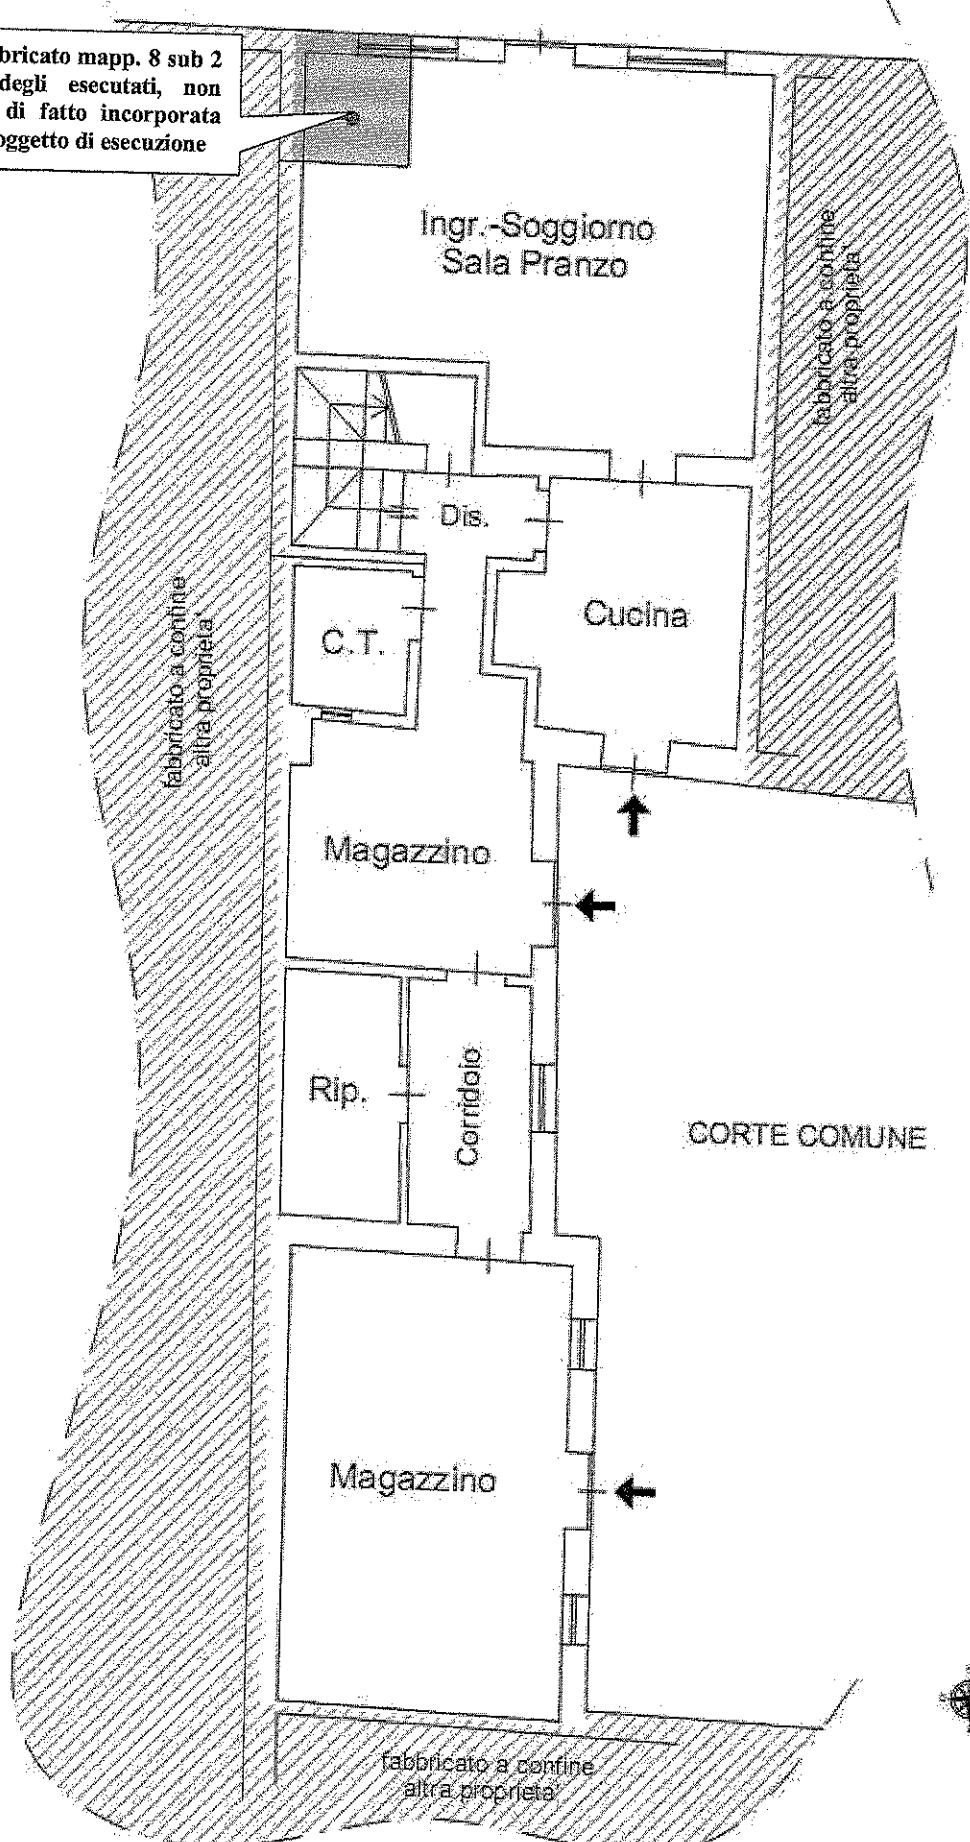 bbricato mapp. 8 sub 2
degli esecutati, non
di fatto incorporata
oggetto di esecuzione
Ingr.-Soggiorno
Sala Pranzo
fabbricato a confine
altra proprieta'
Dis.
Cucina
C.T.
fabbricato a confine
altra proprieta'
Magazzino
Rip.
Corridoio
CORTE COMUNE
Magazzino
fabbricato a confine
altra proprieta'